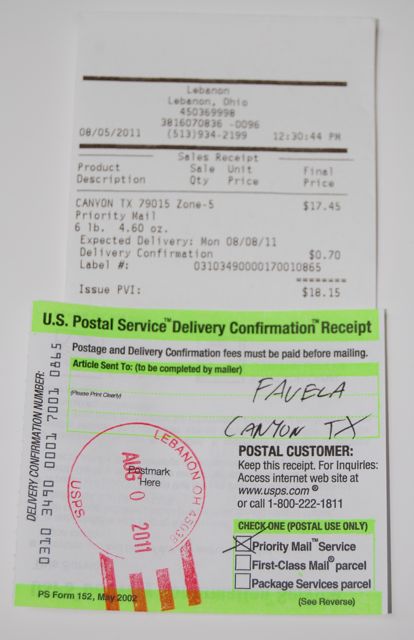 Lebanon
Lebanon, Ohio
450369998
3816070836 -0096
08/05/2011 (513)934-2199 12:30:44 PM
Sales Receipt
Product Sale Unit Final
Description Qty Price Price
CANYON TX 79015 Zone-5 $17.45
Priority Mail
6 lb. 4.60 oz.
Expected Delivery: Mon 08/08/11
Delivery Confirmation $0.70
Label #: 03103490000170010865
========
Issue PVI: $18.15
U.S. Postal Service™ Delivery Confirmation™ Receipt
Postage and Delivery Confirmation fees must be paid before mailing.
Article Sent To: (to be completed by mailer)
FAVELA
(Please Print Clearly)
CANYON TX
DELIVERY CONFIRMATION NUMBER:
0310 3490 0001 7001 0865
POSTAL CUSTOMER:
Keep this receipt. For Inquiries:
Access internet web site at
www.usps.com®
or call 1-800-222-1811
LEBANON OH 45036
AUG 0 2011
USPS
Postmark
Here
CHECK ONE (POSTAL USE ONLY)
Priority Mail™ Service
First-Class Mail® parcel
Package Services parcel
PS Form 152, May 2002
(See Reverse)